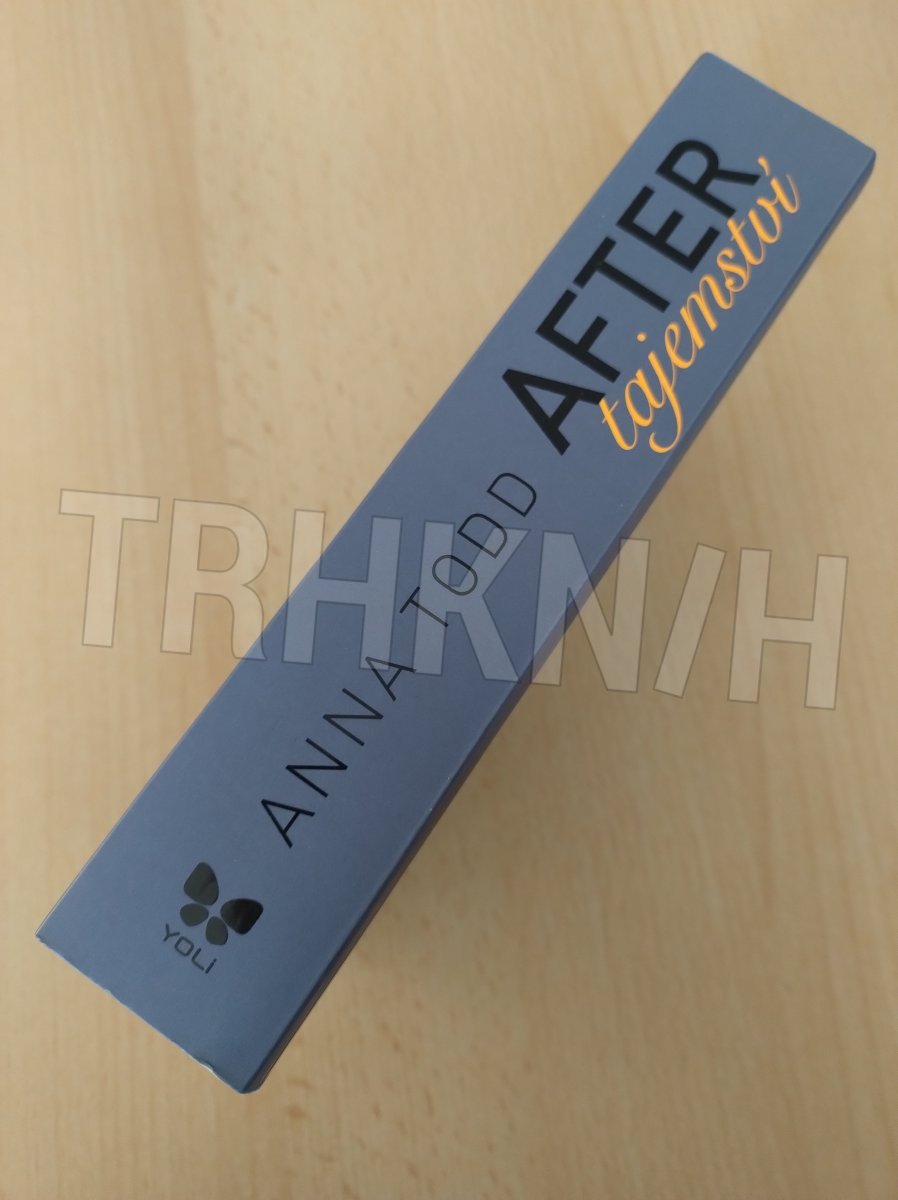 AFTER
tajemství
ANNA TODD
YOLi
TRHKNIH